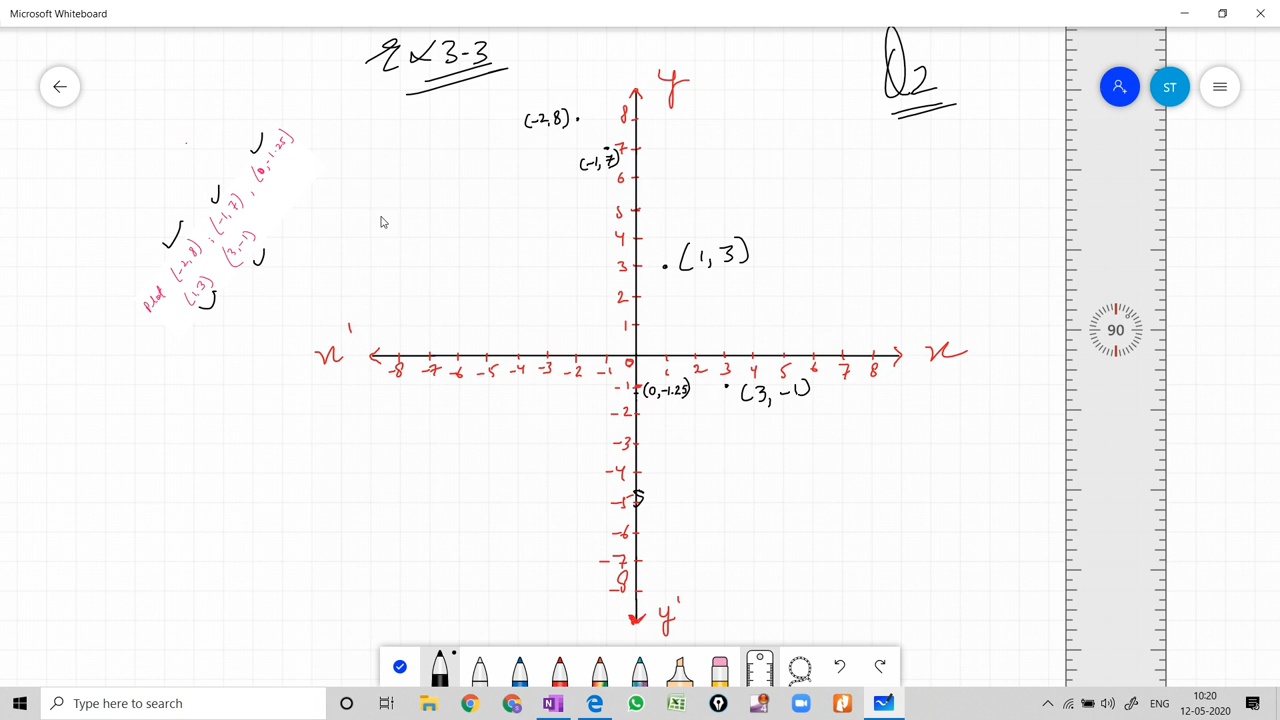 Microsoft Whiteboard
Ex 3.3
Q2
ST
y
Plot (-2,8), (-1,7), (0,-1.25)
(1,3) (3,-1)
(-2,8)
(-1,7)
(1,3)
8
7
6
5
4
3
2
1
x'
x
-8 -7 -6 -5 -4 -3 -2 -1 0 1 2 3 4 5 6 7 8
(0,-1.25)
(3,-1)
-1
-2
-3
-4
-5
-6
-7
-8
y'
90
Type here to search
ENG
10:20
12-05-2020